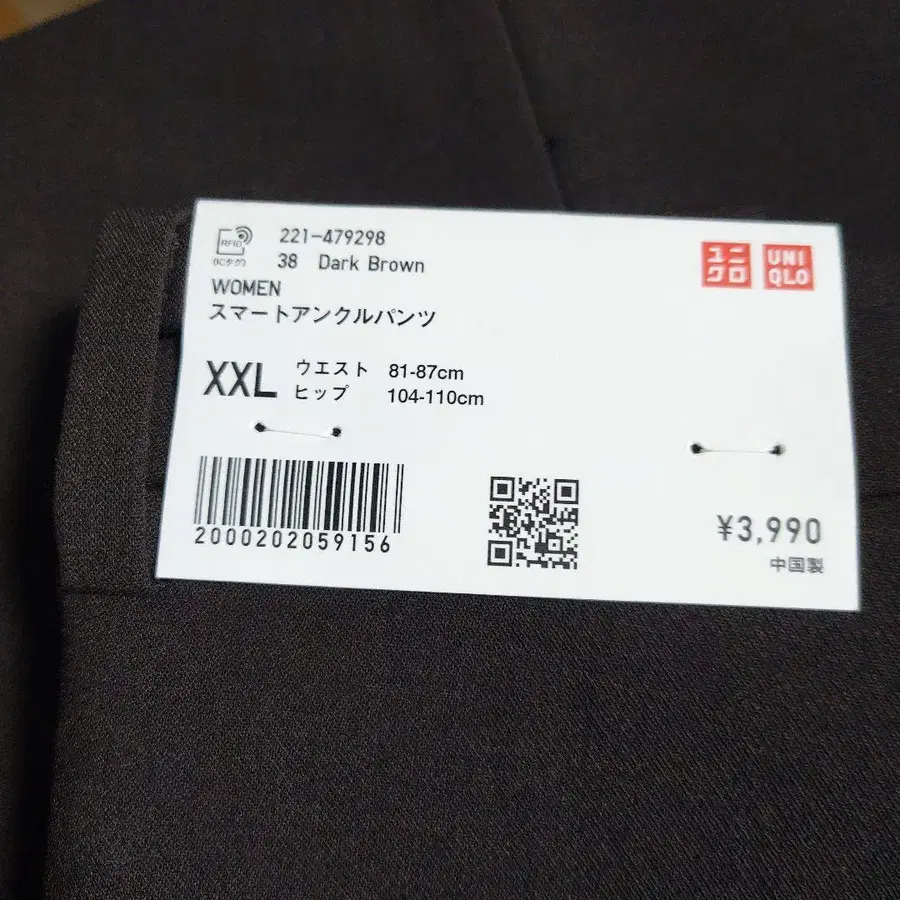 RFID
(ICタグ)
221-479298
38 Dark Brown
ユニ
クロ
UNI
QLO
WOMEN
スマートアンクルパンツ
XXL
ウエスト 81-87cm
ヒップ 104-110cm
2000202059156
¥3,990
中国製